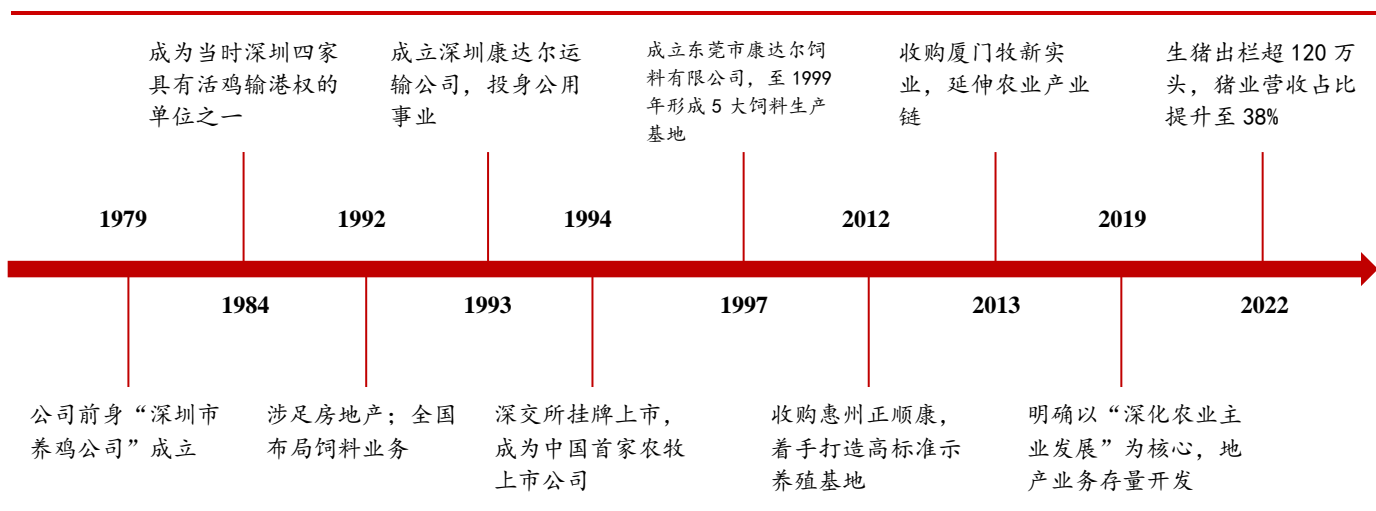 成为当时深圳四家
具有活鸡输港权的
单位之一
成立深圳康达尔运
输公司，投身公用
事业
成立东莞市康达尔饲
料有限公司，至 1999
年形成 5 大饲料生产
基地
收购厦门牧新实
业，延伸农业产业
链
生猪出栏超 120 万
头，猪业营收占比
提升至 38%
1979
1992
1994
2012
2019
1984
1993
1997
2013
2022
公司前身“深圳市
养鸡公司”成立
涉足房地产；全国
布局饲料业务
深交所挂牌上市，
成为中国首家农牧
上市公司
收购惠州正顺康，
着手打造高标准示
养殖基地
明确以“深化农业主
业发展”为核心，地
产业务存量开发